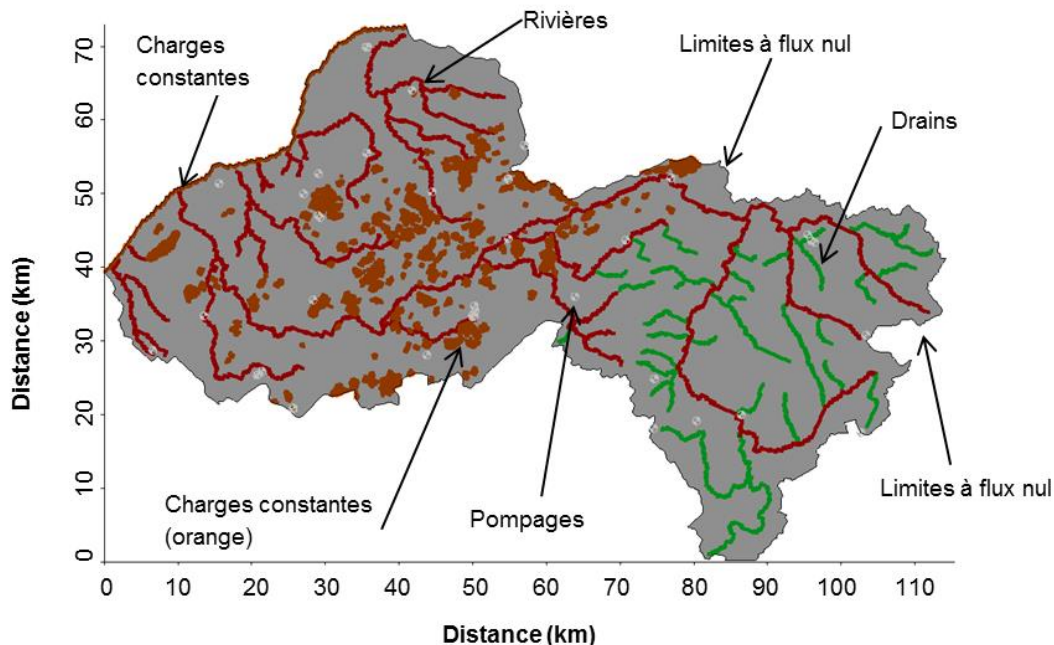 Rivières
Charges
constantes
Limites à flux nul
Drains
Distance (km)
70
60
50
40
30
20
10
0
Charges constantes
(orange)
Pompages
Limites à flux nul
0 10 20 30 40 50 60 70 80 90 100 110
Distance (km)